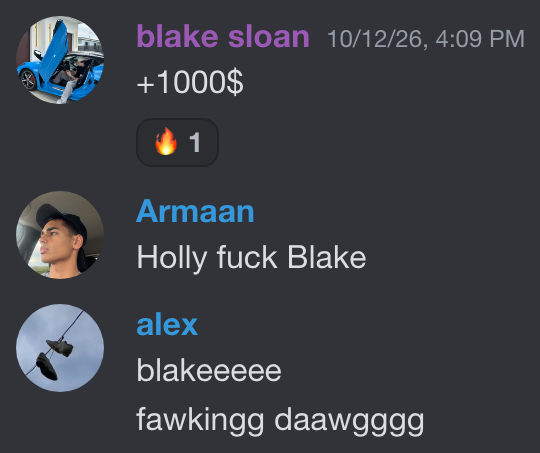 blake sloan 10/12/26, 4:09 PM
+1000$
🔥 1
Armaan
Holly fuck Blake
alex
blakeeeee
fawkingg daawgggg